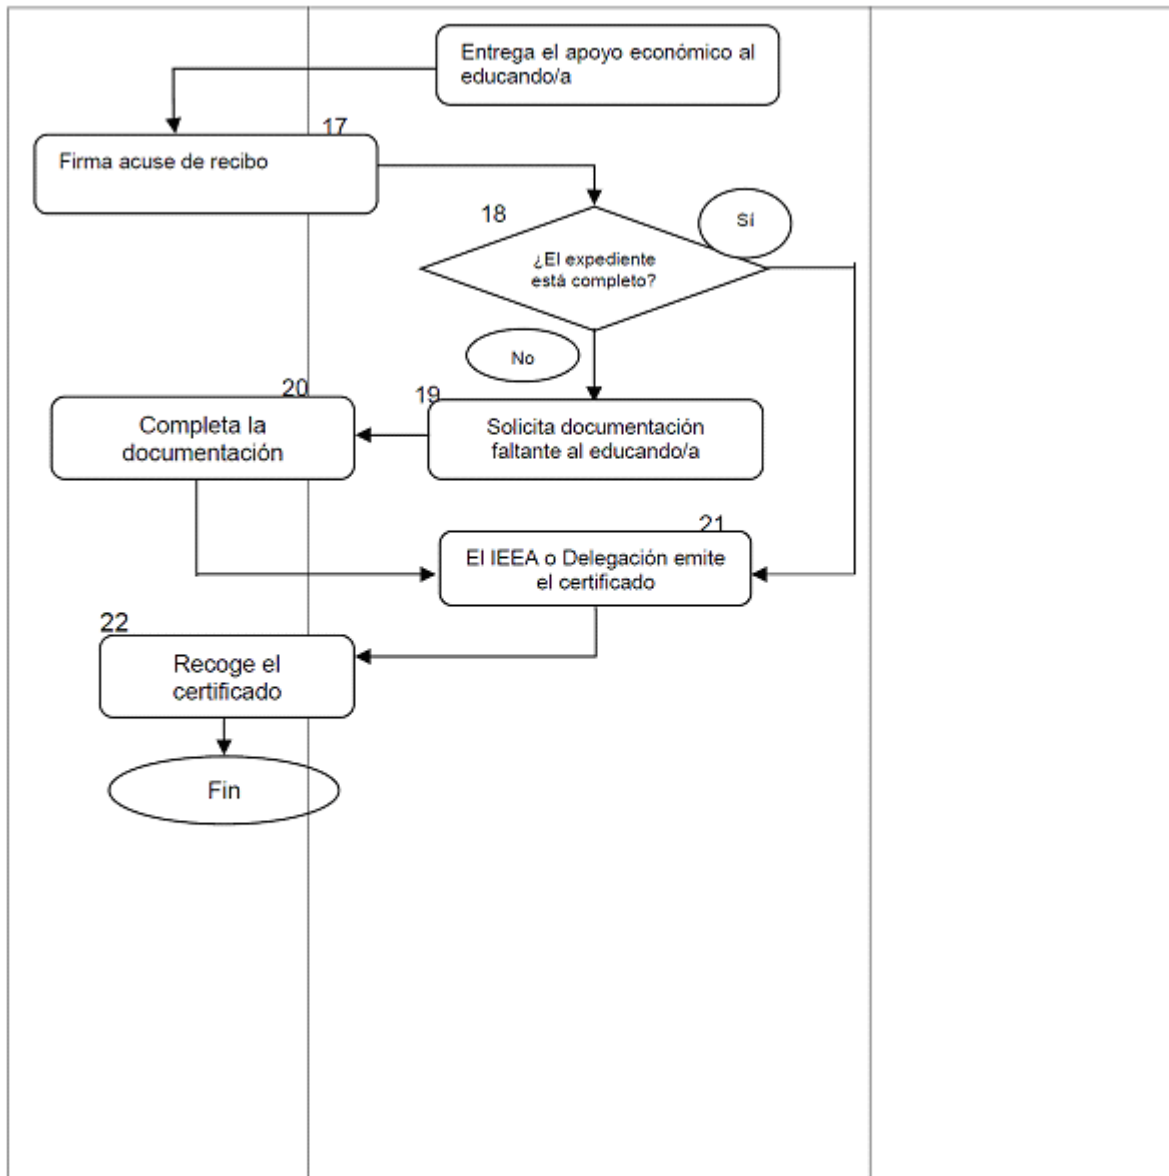 Entrega el apoyo económico al
educando/a
17
Firma acuse de recibo
18
Sí
¿El expediente
está completo?
No
20
19
Completa la
documentación
Solicita documentación
faltante al educando/a
21
El IEEA o Delegación emite
el certificado
22
Recoge el
certificado
Fin